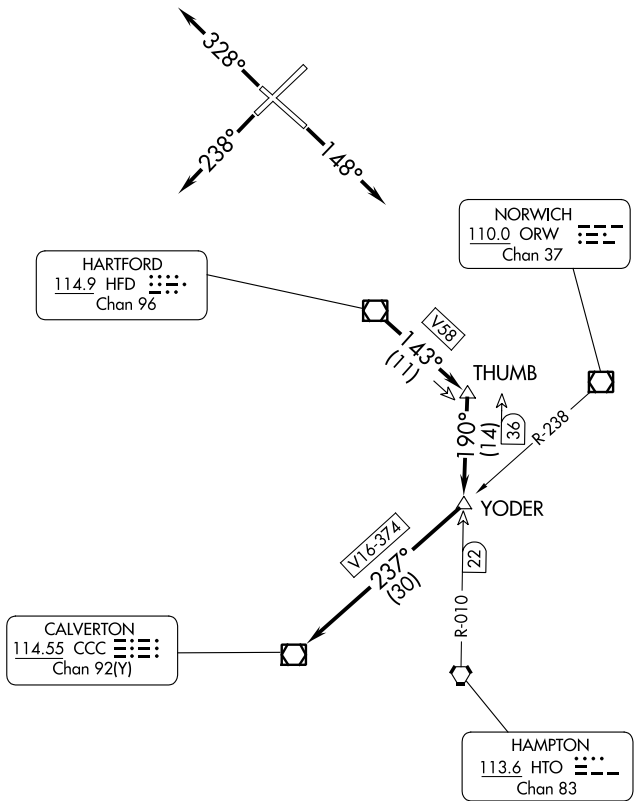 328°
238°
148°
NORWICH
110.0 ORW
Chan 37
HARTFORD
114.9 HFD
Chan 96
V58
143°
(11)
THUMB
190°
(14)
36
R-238
YODER
V16-374
237°
(30)
22
R-010
CALVERTON
114.55 CCC
Chan 92(Y)
HAMPTON
113.6 HTO
Chan 83